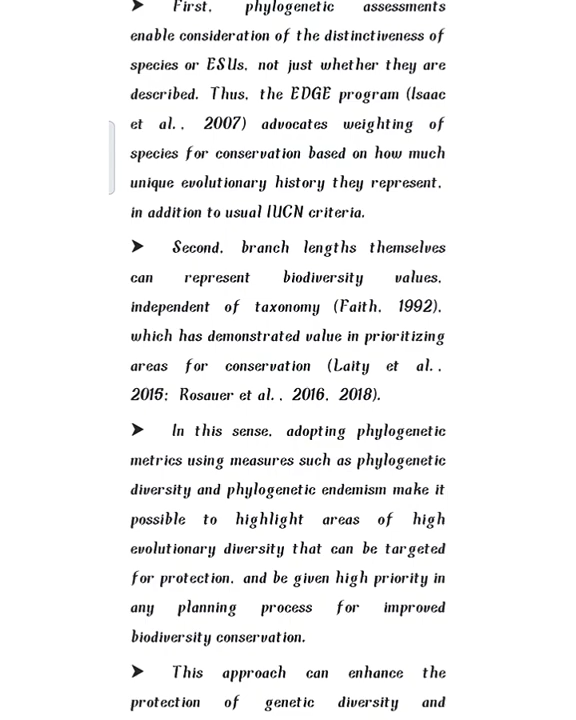 ➤ First, phylogenetic assessments
enable consideration of the distinctiveness of
species or ESUs, not just whether they are
described. Thus, the EDGE program (Isaac
et al., 2007) advocates weighting of
species for conservation based on how much
unique evolutionary history they represent,
in addition to usual IUCN criteria.
➤ Second, branch lengths themselves
can represent biodiversity values,
independent of taxonomy (Faith, 1992),
which has demonstrated value in prioritizing
areas for conservation (Laity et al.,
2015; Rosauer et al., 2016, 2018).
➤ In this sense, adopting phylogenetic
metrics using measures such as phylogenetic
diversity and phylogenetic endemism make it
possible to highlight areas of high
evolutionary diversity that can be targeted
for protection, and be given high priority in
any planning process for improved
biodiversity conservation.
➤ This approach can enhance the
protection of genetic diversity and